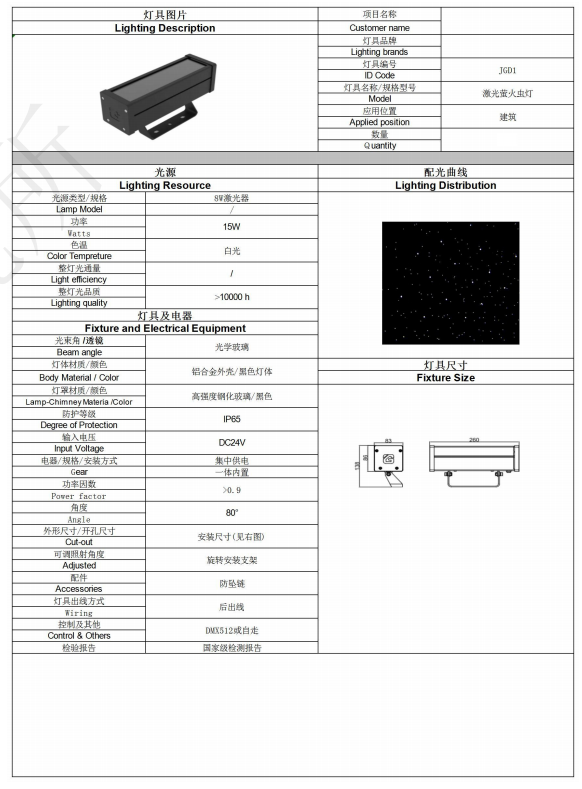 灯具图片
Lighting Description
项目名称
Customer name
灯具品牌
Lighting brands
灯具编号
ID Code
JGD1
灯具名称/规格型号
Model
激光萤火虫灯
应用位置
Applied position
建筑
数量
Quantity
光源
Lighting Resource
配光曲线
Lighting Distribution
光源类型/规格
8W激光器
Lamp Model
/
功率
Watts
15W
色温
Color Tempreture
白光
整灯光通量
Light efficiency
/
整灯光品质
Lighting quality
>10000 h
灯具及电器
Fixture and Electrical Equipment
光束角 /透镜
Beam angle
光学玻璃
灯具尺寸
Fixture Size
灯体材质/颜色
Body Material / Color
铝合金外壳/黑色灯体
灯罩材质/颜色
Lamp-Chimney Materia /Color
高强度钢化玻璃/黑色
防护等级
Degree of Protection
IP65
输入电压
Input Voltage
DC24V
电器/规格/安装方式
集中供电
Gear
一体内置
功率因数
Power factor
>0.9
角度
Angle
80°
外形尺寸/开孔尺寸
Cut-out
安装尺寸(见右图)
可调照射角度
Adjusted
旋转安装支架
配件
Accessories
防坠链
灯具出线方式
Wiring
后出线
控制及其他
Control & Others
DMX512或自走
检验报告
国家级检测报告
83
260
138
86
所